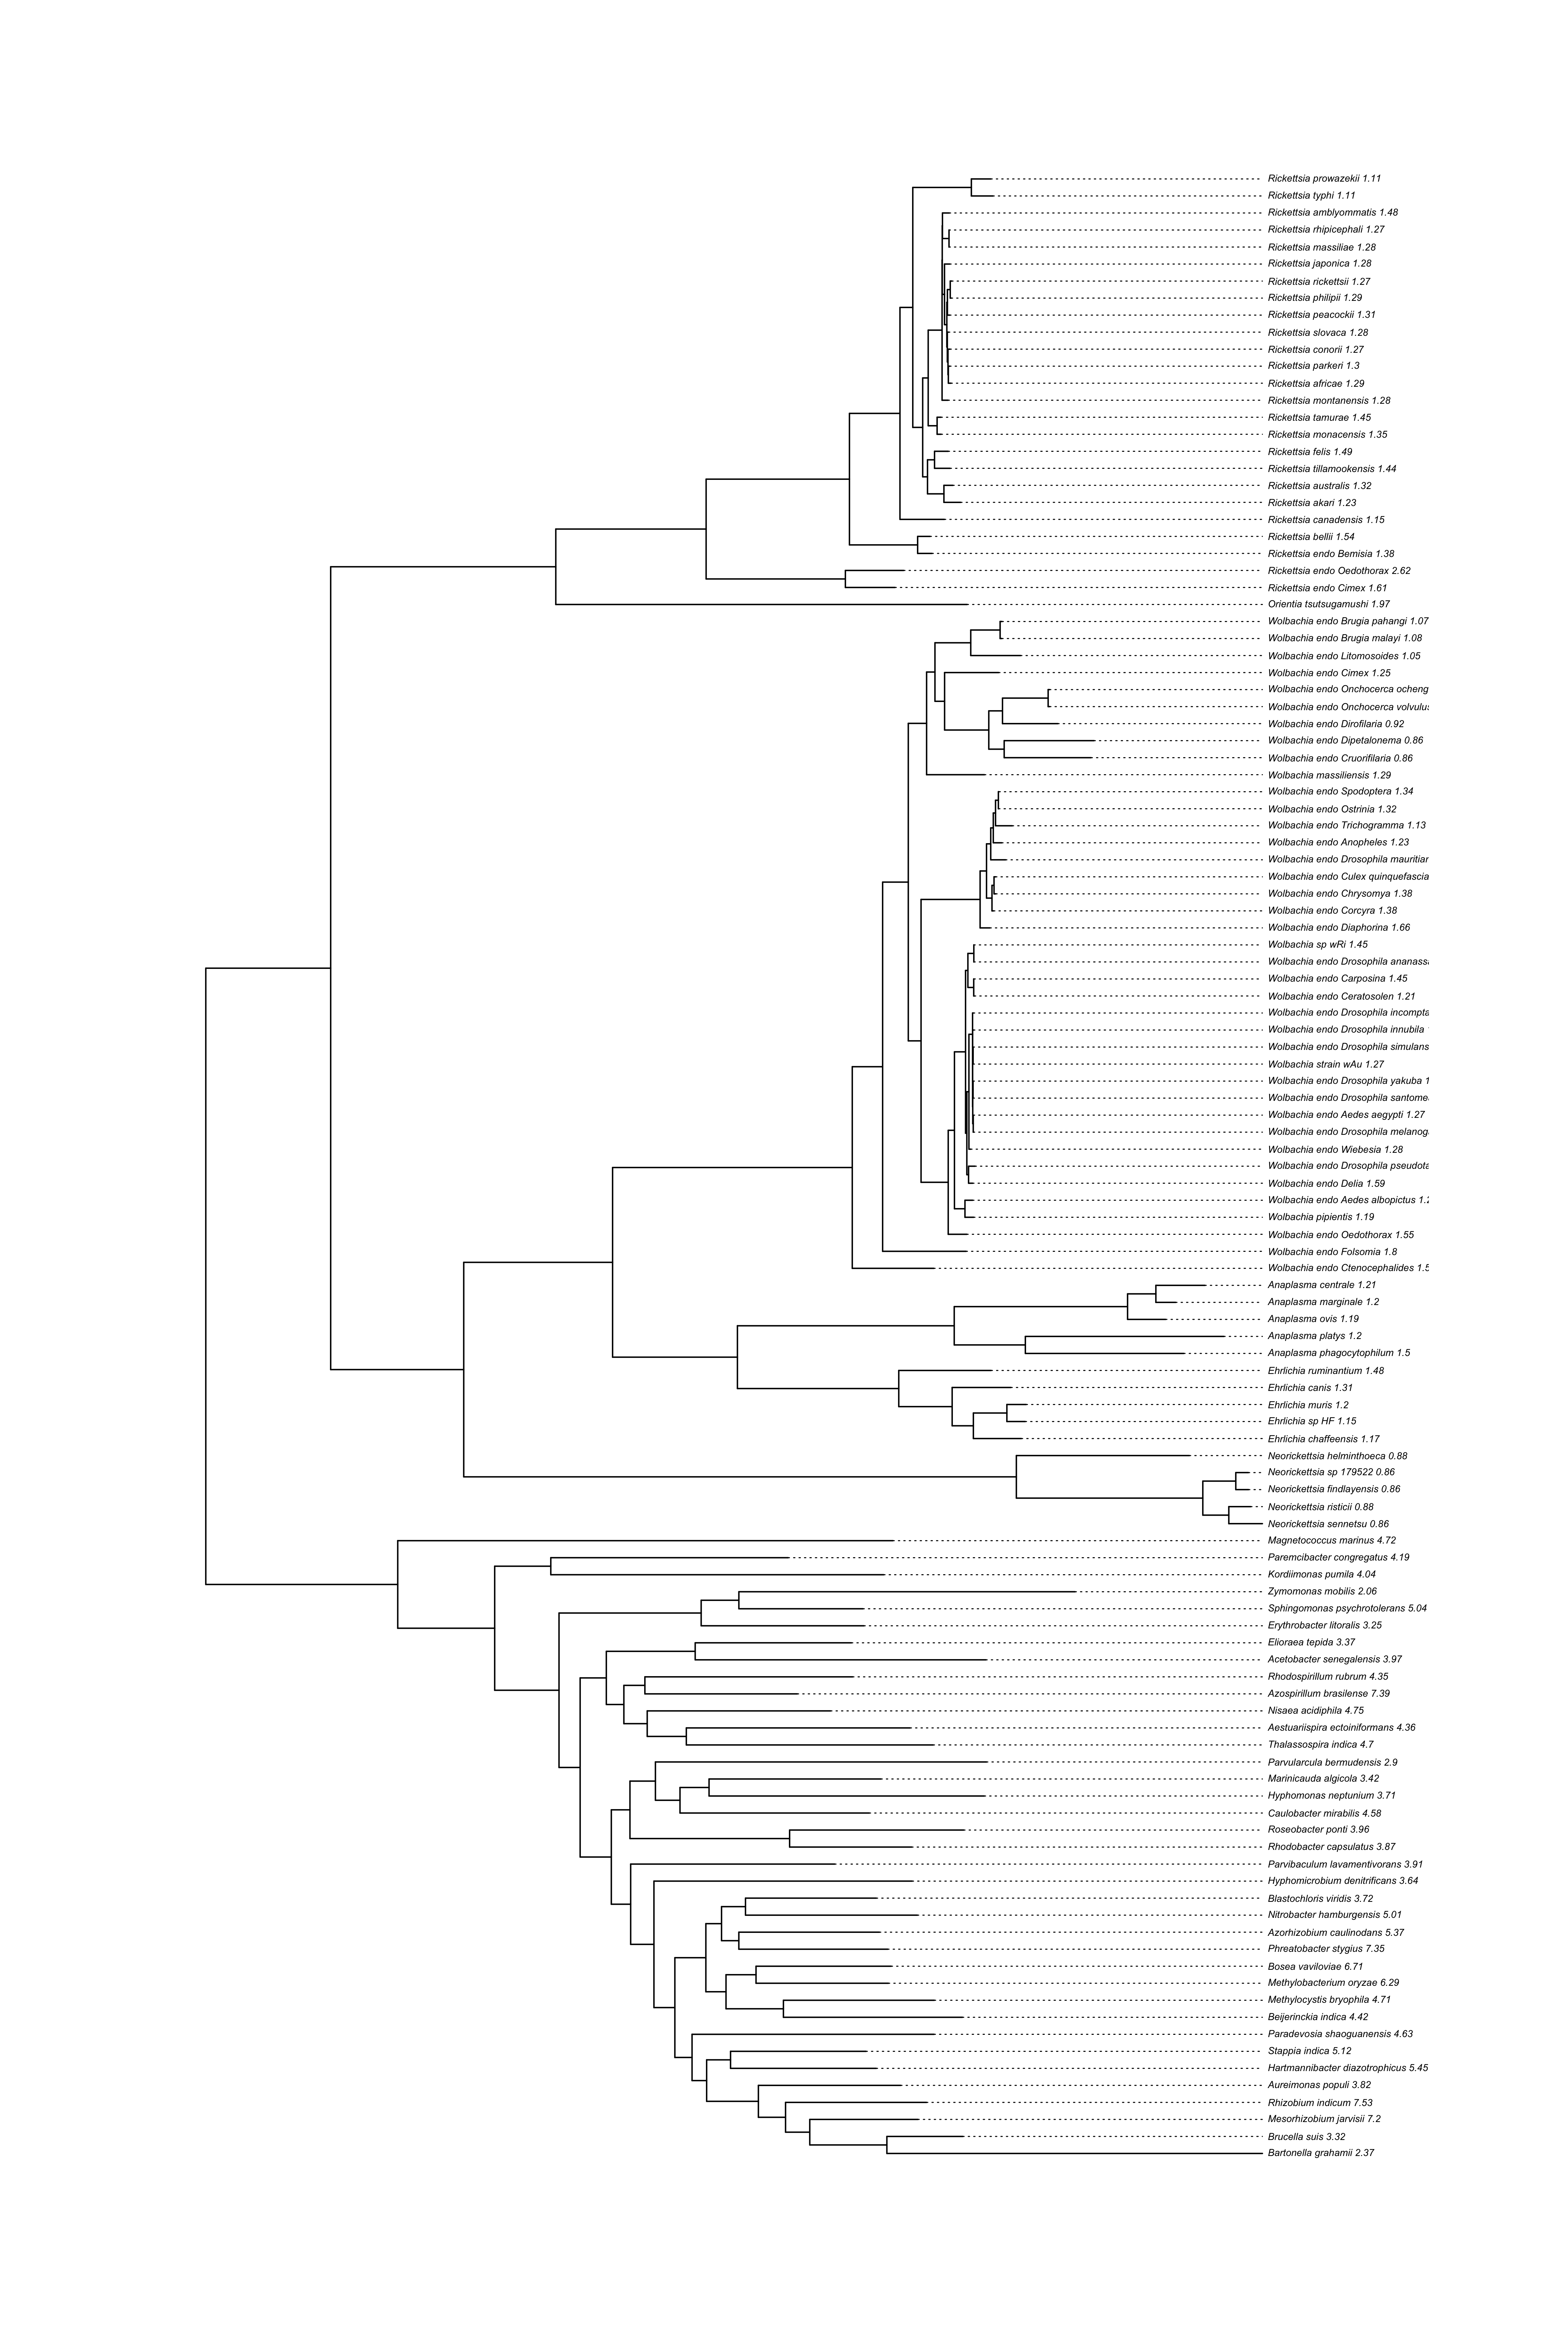 Rickettsia prowazekii 1.11
Rickettsia typhi 1.11
Rickettsia amblyommatis 1.48
Rickettsia rhipicephali 1.27
Rickettsia massiliae 1.28
Rickettsia japonica 1.28
Rickettsia rickettsii 1.27
Rickettsia philipii 1.29
Rickettsia peacockii 1.31
Rickettsia slovaca 1.28
Rickettsia conorii 1.27
Rickettsia parkeri 1.3
Rickettsia africae 1.29
Rickettsia montanensis 1.28
Rickettsia tamurae 1.45
Rickettsia monacensis 1.35
Rickettsia felis 1.49
Rickettsia tillamookensis 1.44
Rickettsia australis 1.32
Rickettsia akari 1.23
Rickettsia canadensis 1.15
Rickettsia bellii 1.54
Rickettsia endo Bemisia 1.38
Rickettsia endo Oedothorax 2.62
Rickettsia endo Cimex 1.61
Orientia tsutsugamushi 1.97
Wolbachia endo Brugia pahangi 1.07
Wolbachia endo Brugia malayi 1.08
Wolbachia endo Litomosoides 1.05
Wolbachia endo Cimex 1.25
Wolbachia endo Onchocerca ocheng
Wolbachia endo Onchocerca volvulus
Wolbachia endo Dirofilaria 0.92
Wolbachia endo Dipetalonema 0.86
Wolbachia endo Cruorifilaria 0.86
Wolbachia massiliensis 1.29
Wolbachia endo Spodoptera 1.34
Wolbachia endo Ostrinia 1.32
Wolbachia endo Trichogramma 1.13
Wolbachia endo Anopheles 1.23
Wolbachia endo Drosophila
Wolbachia endo Culex quinquefascia
Wolbachia endo Chrysomya 1.38
Wolbachia endo Corcyra 1.38
Wolbachia endo Diaphorina 1.66
Wolbachia sp wRi 1.45
Wolbachia endo Drosophila ananass
Wolbachia endo Carposina 1.45
Wolbachia endo Ceratosolen 1.21
Wolbachia endo Drosophila incompta
Wolbachia endo Drosophila innubila
Wolbachia endo Drosophila simulans
Wolbachia strain wAu 1.27
Wolbachia endo Drosophila yakuba 1
Wolbachia endo Drosophila santome
Wolbachia endo Aedes aegypti 1.27
Wolbachia endo Drosophila melanog
Wolbachia endo Wiebesia 1.28
Wolbachia endo Drosophila pseudota
Wolbachia endo Delia 1.59
Wolbachia endo Aedes albopictus
Wolbachia pipientis 1.19
Wolbachia endo Oedothorax 1.55
Wolbachia endo Folsomia 1.8
Wolbachia endo Ctenocephalides
Anaplasma centrale 1.21
Anaplasma marginale 1.2
Anaplasma ovis 1.19
Anaplasma platys 1.2
Anaplasma phagocytophilum 1.5
Ehrlichia ruminantium 1.48
Ehrlichia canis 1.31
Ehrlichia muris 1.2
Ehrlichia sp HF 1.15
Ehrlichia chaffeensis 1.17
Neorickettsia helminthoeca 0.88
Neorickettsia sp 179522 0.86
Neorickettsia findlayensis 0.86
Neorickettsia risticii 0.88
Neorickettsia sennetsu 0.86
Magnetococcus marinus 4.72
Paremcibacter congregatus 4.19
Kordiimonas pumila 4.04
Zymomonas mobilis 2.06
Sphingomonas psychrotolerans 5.04
Erythrobacter litoralis 3.25
Elioraea tepida 3.37
Acetobacter senegalensis 3.97
Rhodospirillum rubrum 4.35
Azospirillum brasilense 7.39
Nisaea acidiphila 4.75
Aestuariispira ectoiniformans 4.36
Thalassospira indica 4.7
Parvularcula bermudensis 2.9
Marinicauda algicola 3.42
Hyphomonas neptunium 3.71
Caulobacter mirabilis 4.58
Roseobacter ponti 3.96
Rhodobacter capsulatus 3.87
Parvibaculum lavamentivorans 3.91
Hyphomicrobium denitrificans 3.64
Blastochloris viridis 3.72
Nitrobacter hamburgensis 5.01
Azorhizobium caulinodans 5.37
Phreatobacter stygius 7.35
Bosea vaviloviae 6.71
Methylobacterium oryzae 6.29
Methylocystis bryophila 4.71
Beijerinckia indica 4.42
Paradevosia shaoguanensis 4.63
Stappia indica 5.12
Hartmannibacter diazotrophicus 5.45
Aureimonas populi 3.82
Rhizobium indicum 7.53
Mesorhizobium jarvisii 7.2
Brucella suis 3.32
Bartonella grahamii 2.37